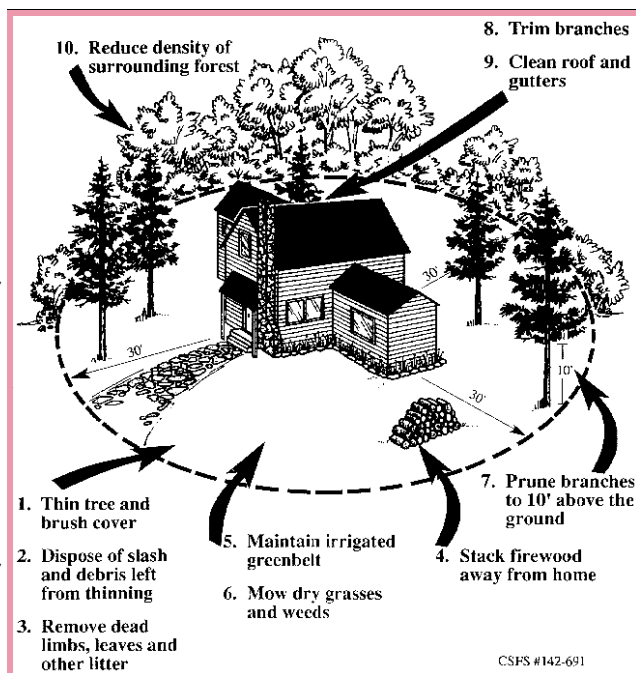 10. Reduce density of
surrounding forest
8. Trim branches
9. Clean roof and
gutters
30'
30'
30'
10'
1. Thin tree and
brush cover
2. Dispose of slash
and debris left
from thinning
3. Remove dead
limbs, leaves and
other litter
5. Maintain irrigated
greenbelt
6. Mow dry grasses
and weeds
4. Stack firewood
away from home
7. Prune branches
to 10' above the
ground
CSFS #142-691